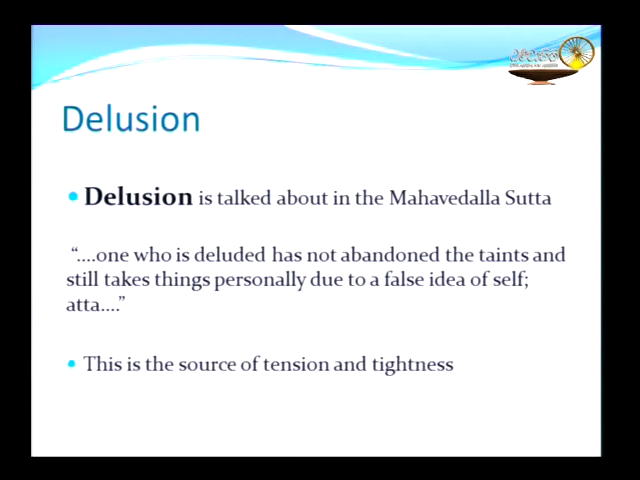 Delusion
Delusion is talked about in the Mahavedalla Sutta
“....one who is deluded has not abandoned the taints and
still takes things personally due to a false idea of self;
atta....”
This is the source of tension and tightness